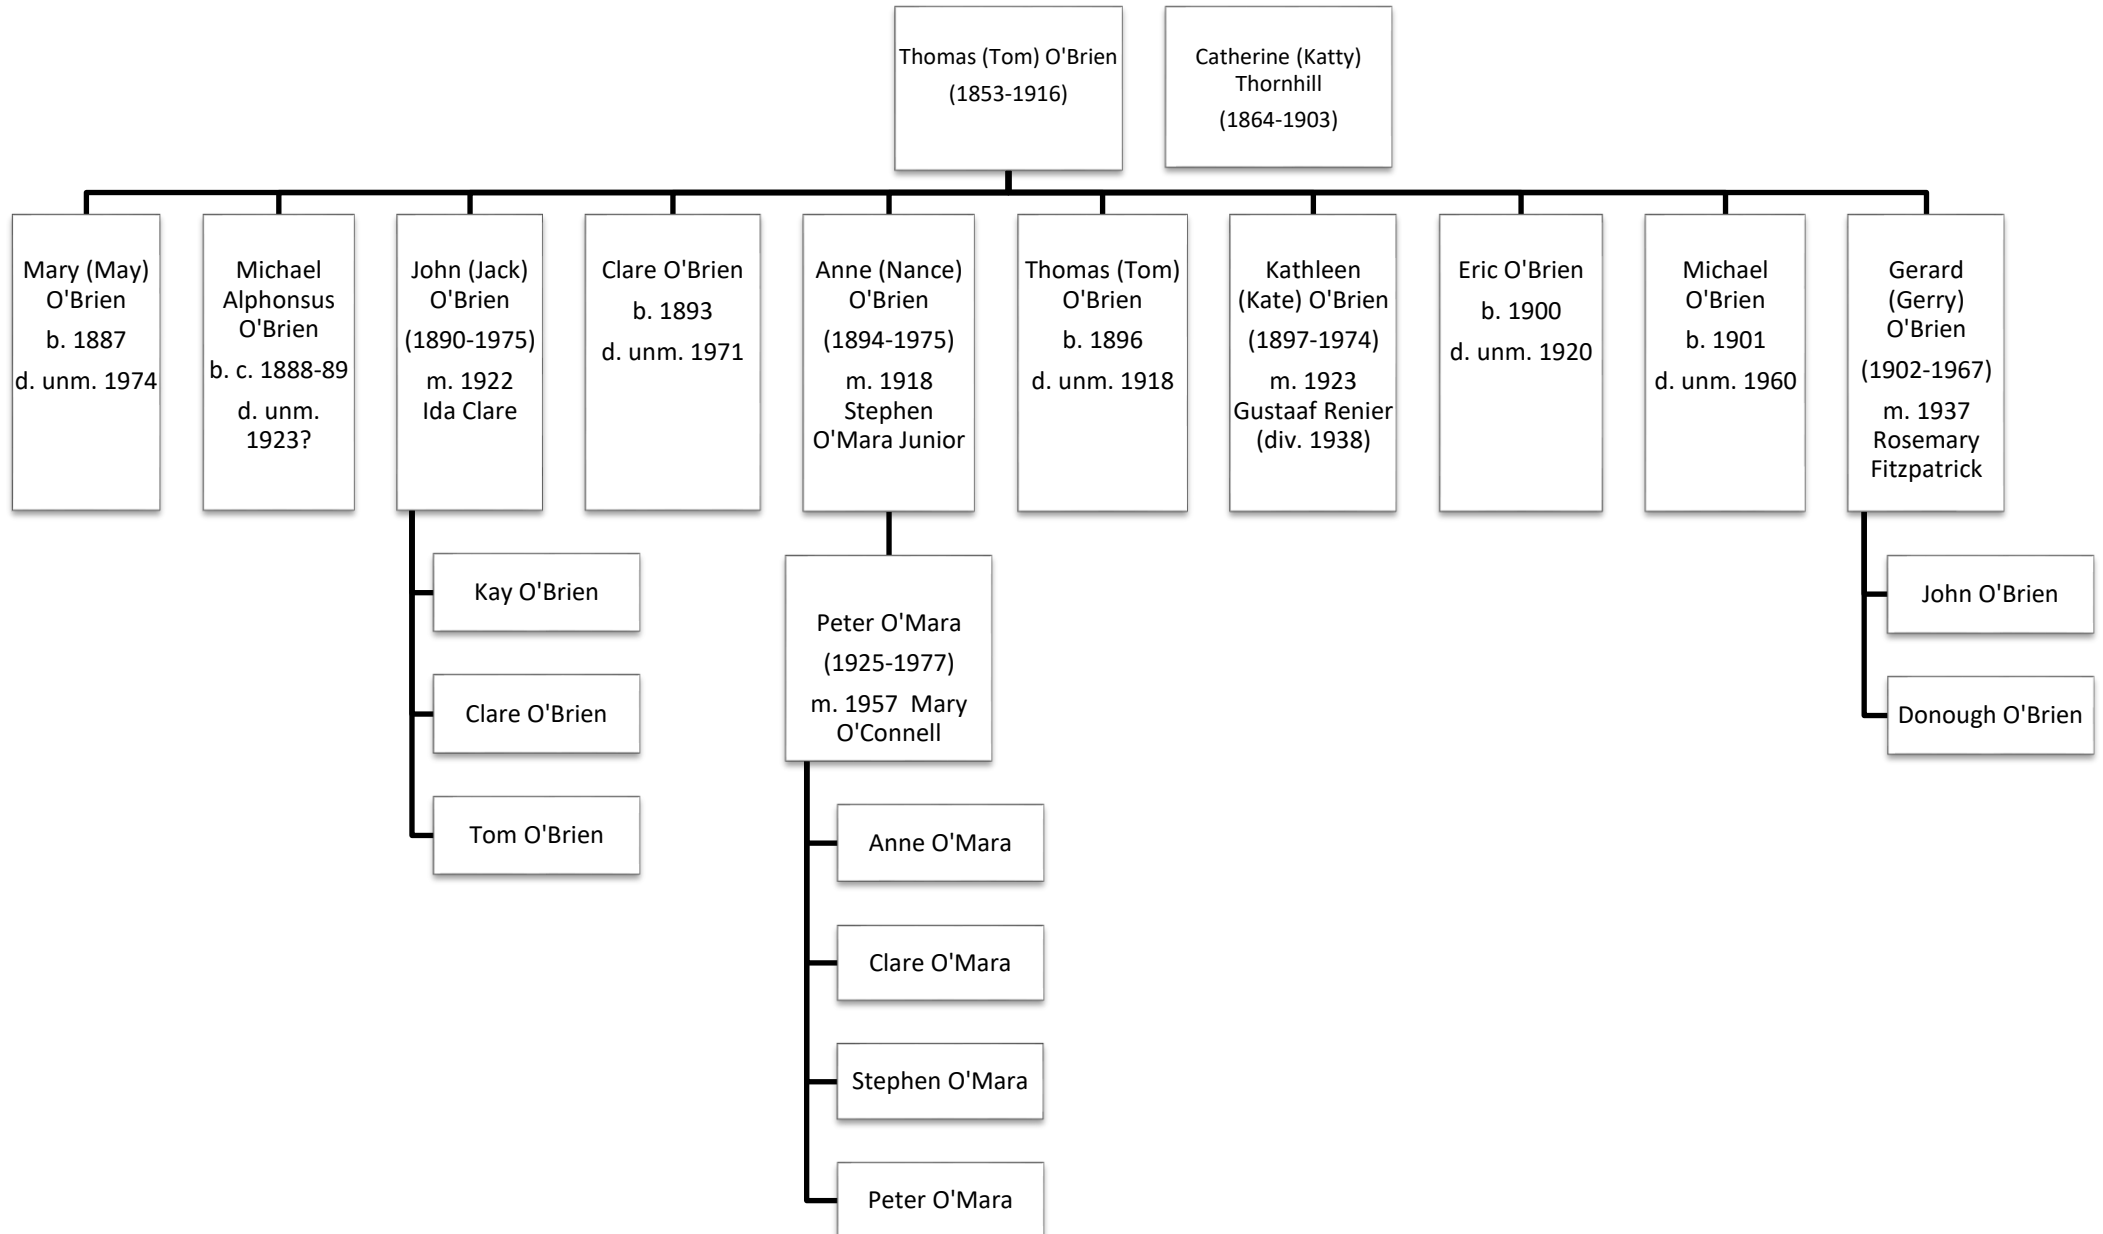 Thomas (Tom) O'Brien
(1853-1916)
Catherine (Katty)
Thornhill
(1864-1903)
Mary (May)
O'Brien
b. 1887
d. unm. 1974
Michael
Alphonsus
O'Brien
b. c. 1888-89
d. unm.
1923?
John (Jack)
O'Brien
(1890-1975)
m. 1922
Ida Clare
Clare O'Brien
b. 1893
d. unm. 1971
Anne (Nance)
O'Brien
(1894-1975)
m. 1918
Stephen
O'Mara Junior
Thomas (Tom)
O'Brien
b. 1896
d. unm. 1918
Kathleen
(Kate) O'Brien
(1897-1974)
m. 1923
Gustaaf Renier
(div. 1938)
Eric O'Brien
b. 1900
d. unm. 1920
Michael
O'Brien
b. 1901
d. unm. 1960
Gerard
(Gerry)
O'Brien
(1902-1967)
m. 1937
Rosemary
Fitzpatrick
Kay O'Brien
Clare O'Brien
Tom O'Brien
Peter O'Mara
(1925-1977)
m. 1957  Mary
O'Connell
Anne O'Mara
Clare O'Mara
Stephen O'Mara
Peter O'Mara
John O'Brien
Donough O'Brien